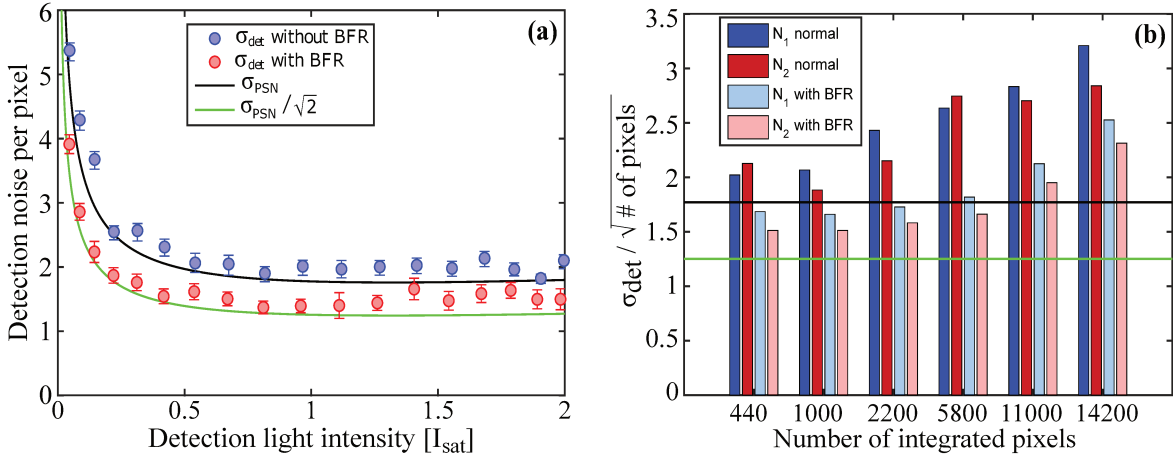 (a)
σdet without BFR
σdet with BFR
σPSN
σPSN / √2
Detection noise per pixel
6
5
4
3
2
1
0
0 0.5 1 1.5 2
Detection light intensity [Isat]
(b)
N1 normal
N2 normal
N1 with BFR
N2 with BFR
σdet / √# of pixels
3.5
3
2.5
2
1.5
1
0.5
0
440 1000 2200 5800 11000 14200
Number of integrated pixels